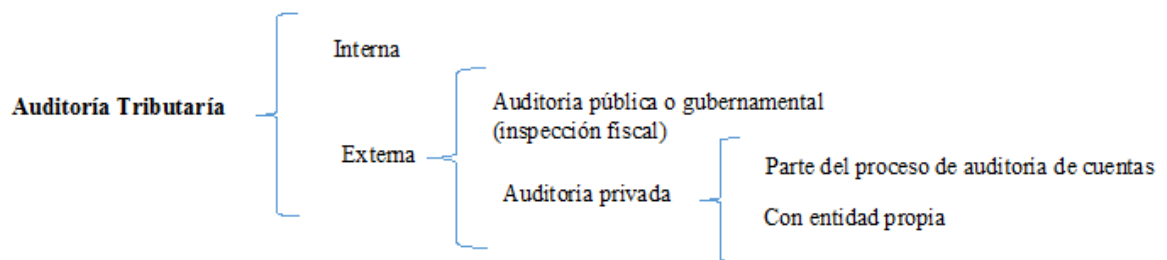 Auditoría Tributaría
Interna
Externa
Auditoria pública o gubernamental
(inspección fiscal)
Auditoria privada
Parte del proceso de auditoria de cuentas
Con entidad propia